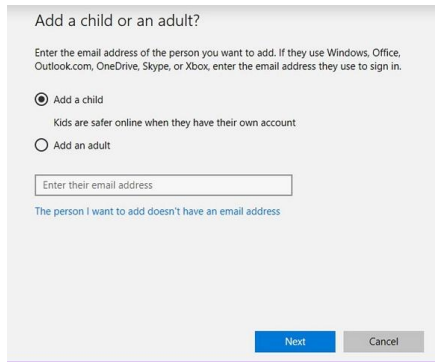 Add a child or an adult?
Enter the email address of the person you want to add. If they use Windows, Office,
Outlook.com, OneDrive, Skype, or Xbox, enter the email address they use to sign in.
Add a child
Kids are safer online when they have their own account
Add an adult
Enter their email address
The person I want to add doesn't have an email address
Next Cancel